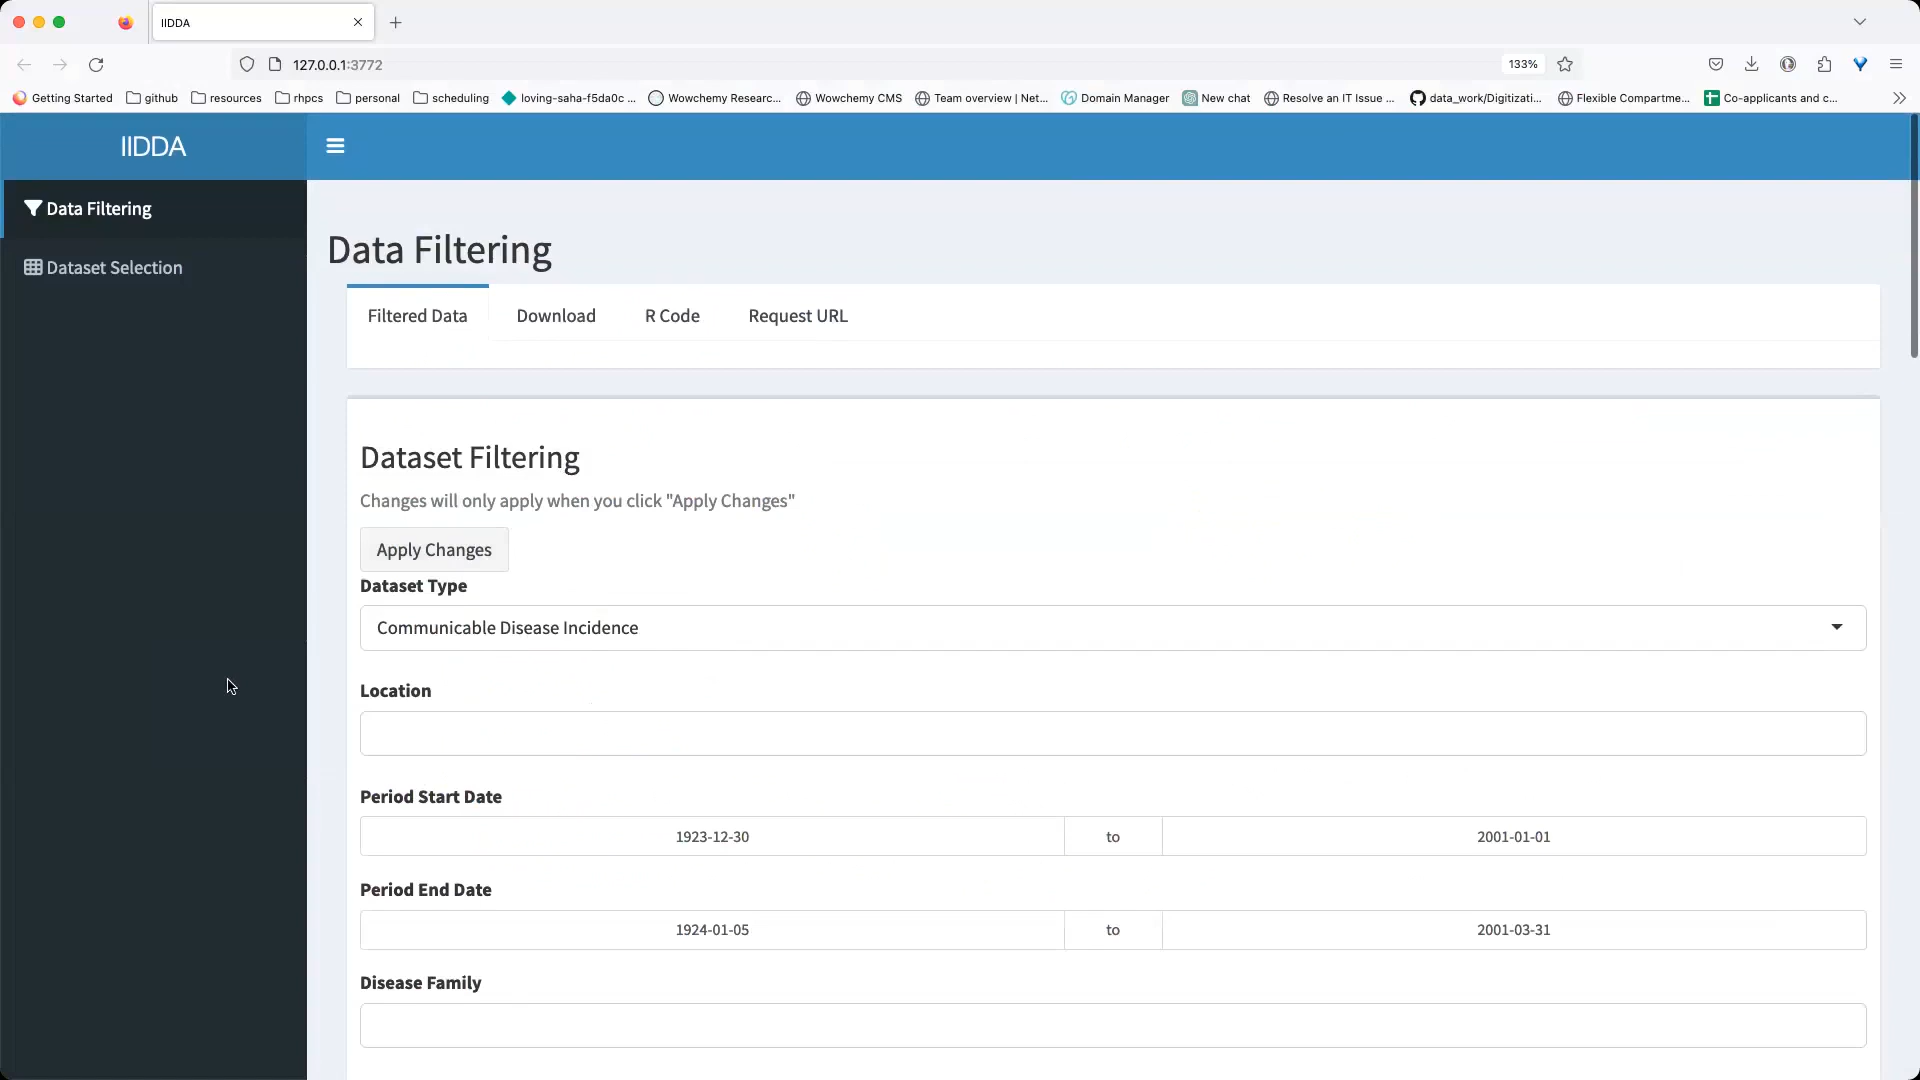 IIDDA
127.0.0.1:3772
133%
Getting Started
github
resources
rhpcs
personal
scheduling
loving-saha-f5da0c ...
Wowchemy Researc...
Wowchemy CMS
Team overview | Net...
Domain Manager
New chat
Resolve an IT Issue ...
data_work/Digitizati...
Flexible Compartme...
Co-applicants and c...
IIDDA
Data Filtering
Dataset Selection
Data Filtering
Filtered Data
Download
R Code
Request URL
Dataset Filtering
Changes will only apply when you click "Apply Changes"
Apply Changes
Dataset Type
Communicable Disease Incidence
Location
Period Start Date
1923-12-30 to 2001-01-01
Period End Date
1924-01-05 to 2001-03-31
Disease Family